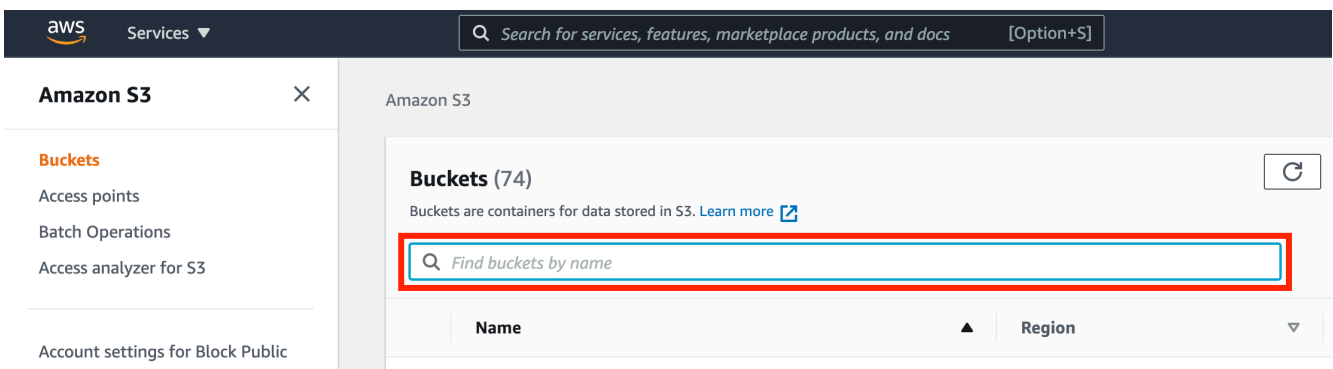 aws Services ▼ Search for services, features, marketplace products, and docs [Option+S]
Amazon S3
Buckets
Access points
Batch Operations
Access analyzer for S3
Account settings for Block Public
Amazon S3
Buckets (74)
Buckets are containers for data stored in S3. Learn more
Find buckets by name
Name ▲ Region ▽